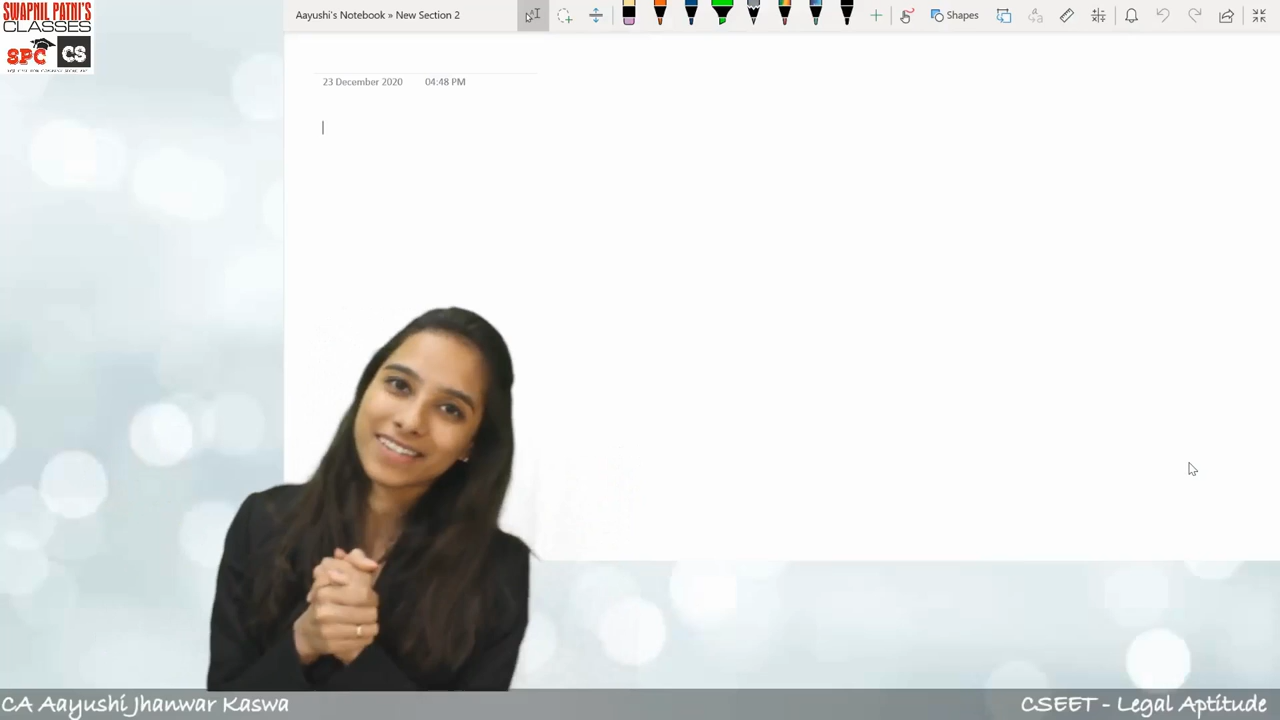 SWAPNIL PATNI'S
CLASSES
SPC CS
Aayushi's Notebook » New Section 2
Shapes
23 December 2020 04:48 PM
CA Aayushi Jhanwar Kaswa
CSEET - Legal Aptitude